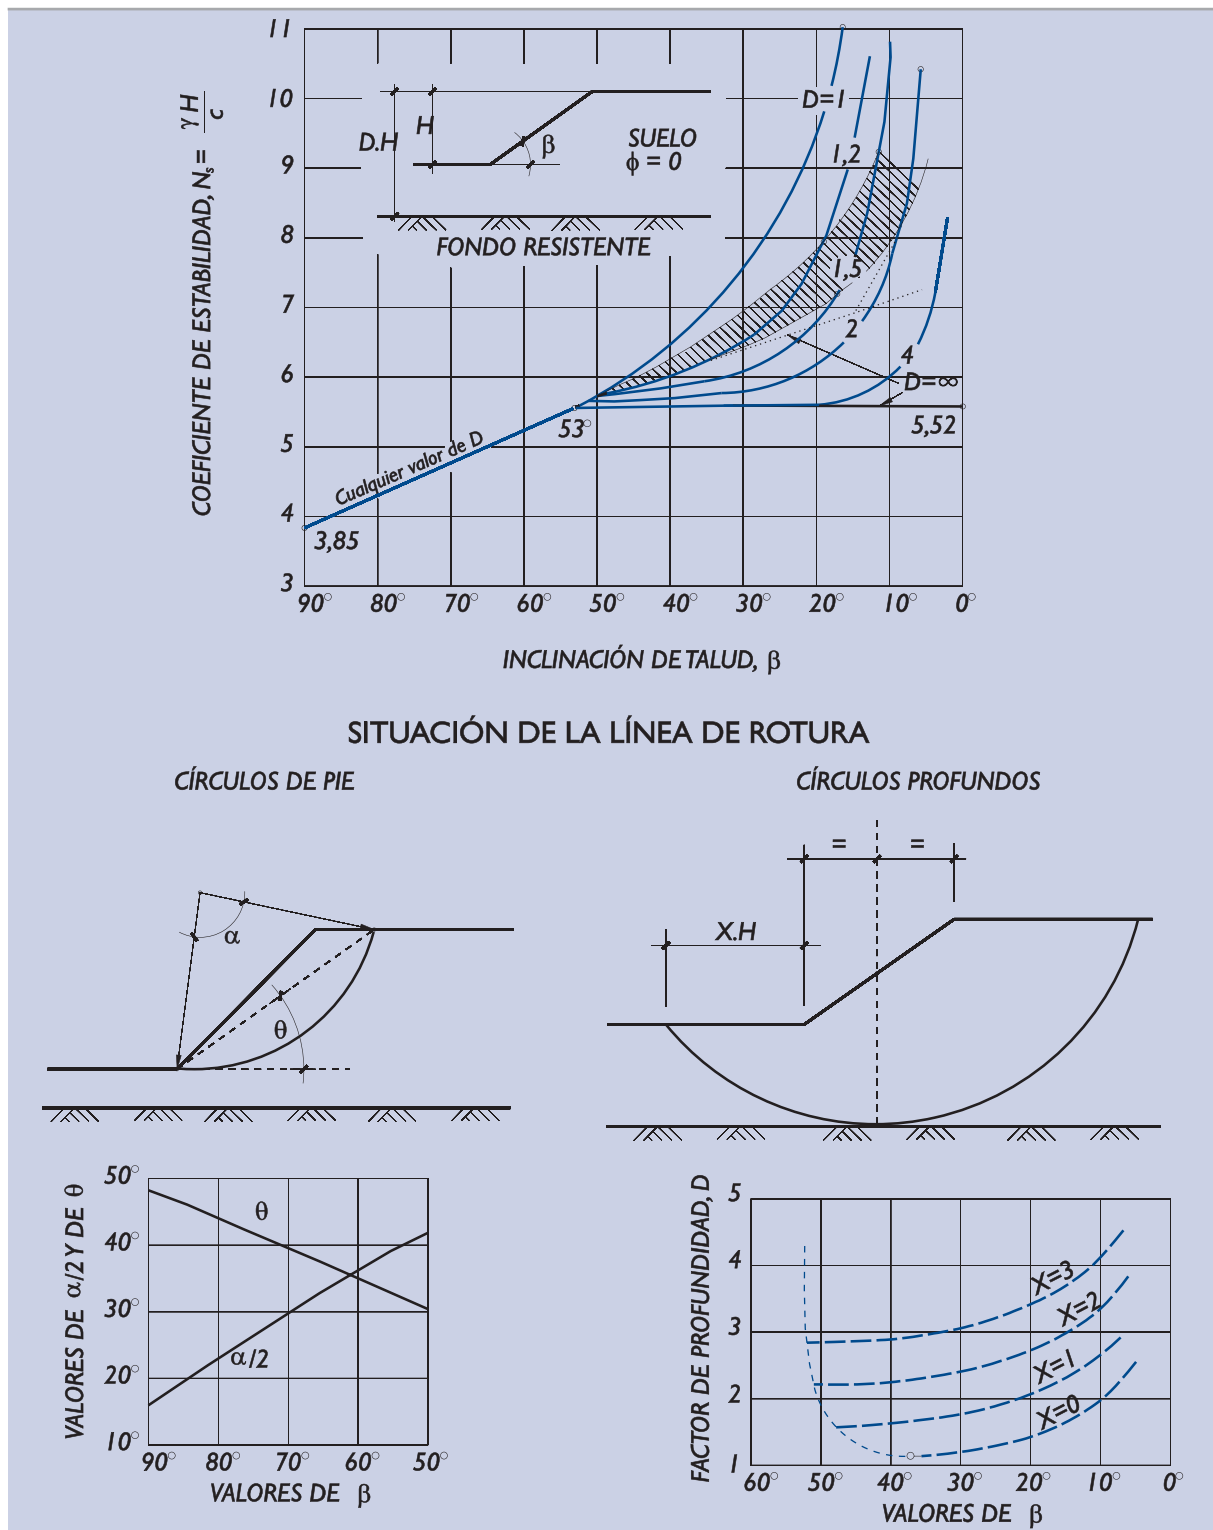 COEFICIENTE DE ESTABILIDAD, Ns = γ H / c
11
10
9
8
7
6
5
4
3
D.H
H
β
SUELO
ϕ = 0
FONDO RESISTENTE
D=1
1,2
1,5
2
4
D=∞
5,52
53°
Cualquier valor de D
3,85
90° 80° 70° 60° 50° 40° 30° 20° 10° 0°
INCLINACIÓN DE TALUD, β
SITUACIÓN DE LA LÍNEA DE ROTURA
CÍRCULOS DE PIE
α
θ
CÍRCULOS PROFUNDOS
= =
X.H
VALORES DE α/2 Y DE θ
50°
40°
30°
20°
10°
θ
α/2
90° 80° 70° 60° 50°
VALORES DE β
FACTOR DE PROFUNDIDAD, D
5
4
3
2
1
X=3
X=2
X=1
X=0
60° 50° 40° 30° 20° 10° 0°
VALORES DE β